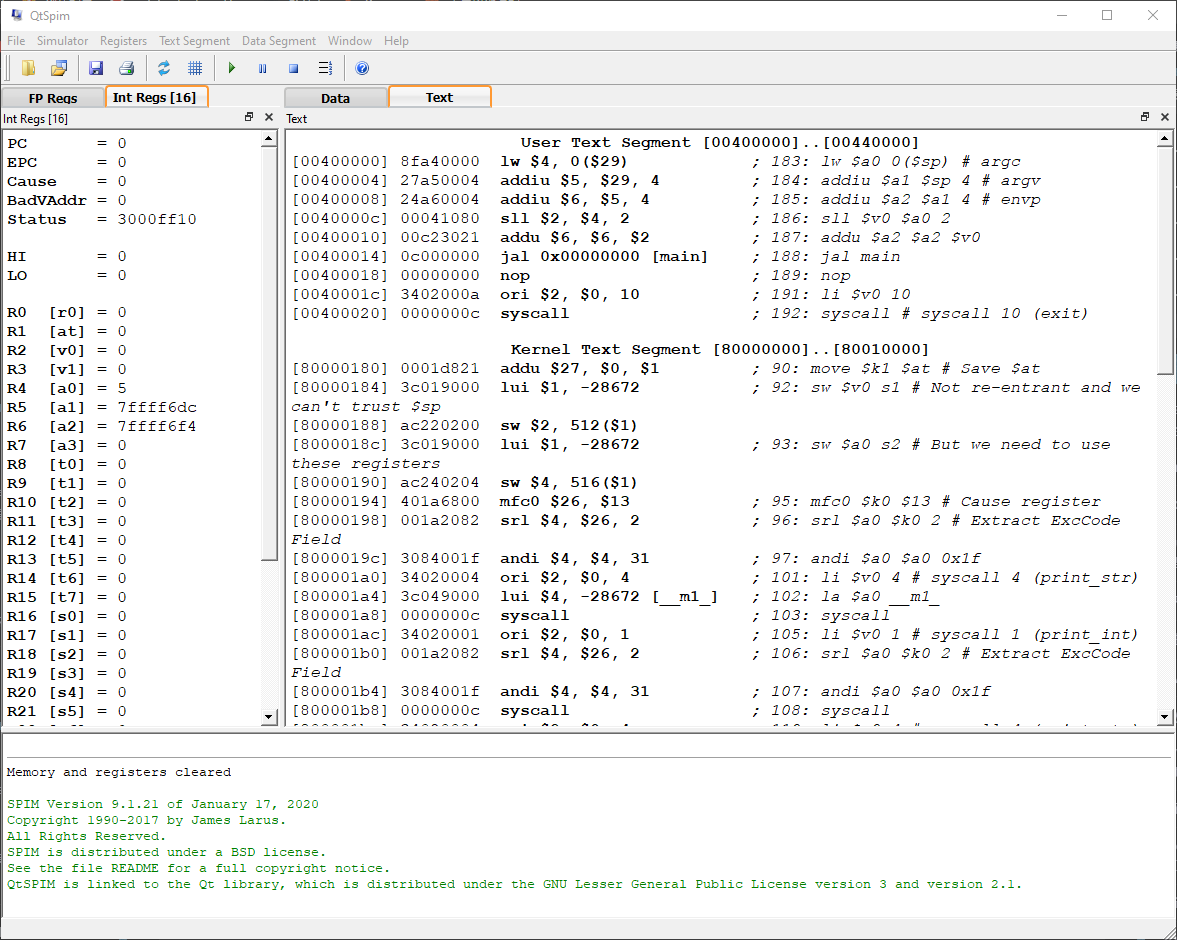 QtSpim
File Simulator Registers Text Segment Data Segment Window Help
FP Regs Int Regs [16] Data Text
Int Regs [16]
PC = 0
EPC = 0
Cause = 0
BadVAddr = 0
Status = 3000ff10
HI = 0
LO = 0
R0 [r0] = 0
R1 [at] = 0
R2 [v0] = 0
R3 [v1] = 0
R4 [a0] = 5
R5 [a1] = 7ffff6dc
R6 [a2] = 7ffff6f4
R7 [a3] = 0
R8 [t0] = 0
R9 [t1] = 0
R10 [t2] = 0
R11 [t3] = 0
R12 [t4] = 0
R13 [t5] = 0
R14 [t6] = 0
R15 [t7] = 0
R16 [s0] = 0
R17 [s1] = 0
R18 [s2] = 0
R19 [s3] = 0
R20 [s4] = 0
R21 [s5] = 0
Text
User Text Segment [00400000]..[00440000]
[00400000] 8fa40000 lw $4, 0($29) ; 183: lw $a0 0($sp) # argc
[00400004] 27a50004 addiu $5, $29, 4 ; 184: addiu $a1 $sp 4 # argv
[00400008] 24a60004 addiu $6, $5, 4 ; 185: addiu $a2 $a1 4 # envp
[0040000c] 00041080 sll $2, $4, 2 ; 186: sll $v0 $a0 2
[00400010] 00c23021 addu $6, $6, $2 ; 187: addu $a2 $a2 $v0
[00400014] 0c000000 jal 0x00000000 [main] ; 188: jal main
[00400018] 00000000 nop ; 189: nop
[0040001c] 3402000a ori $2, $0, 10 ; 191: li $v0 10
[00400020] 0000000c syscall ; 192: syscall # syscall 10 (exit)
Kernel Text Segment [80000000]..[80010000]
[80000180] 0001d821 addu $27, $0, $1 ; 90: move $k1 $at # Save $at
[80000184] 3c019000 lui $1, -28672 ; 92: sw $v0 s1 # Not re-entrant and we
can't trust $sp
[80000188] ac220200 sw $2, 512($1)
[8000018c] 3c019000 lui $1, -28672 ; 93: sw $a0 s2 # But we need to use
these registers
[80000190] ac240204 sw $4, 516($1)
[80000194] 401a6800 mfc0 $26, $13 ; 95: mfc0 $k0 $13 # Cause register
[80000198] 001a2082 srl $4, $26, 2 ; 96: srl $a0 $k0 2 # Extract ExcCode
Field
[8000019c] 3084001f andi $4, $4, 31 ; 97: andi $a0 $a0 0x1f
[800001a0] 34020004 ori $2, $0, 4 ; 101: li $v0 4 # syscall 4 (print_str)
[800001a4] 3c049000 lui $4, -28672 [__m1_] ; 102: la $a0 __m1_
[800001a8] 0000000c syscall ; 103: syscall
[800001ac] 34020001 ori $2, $0, 1 ; 105: li $v0 1 # syscall 1 (print_int)
[800001b0] 001a2082 srl $4, $26, 2 ; 106: srl $a0 $k0 2 # Extract ExcCode
Field
[800001b4] 3084001f andi $4, $4, 31 ; 107: andi $a0 $a0 0x1f
[800001b8] 0000000c syscall ; 108: syscall
Memory and registers cleared
SPIM Version 9.1.21 of January 17, 2020
Copyright 1990-2017 by James Larus.
All Rights Reserved.
SPIM is distributed under a BSD license.
See the file README for a full copyright notice.
QtSPIM is linked to the Qt library, which is distributed under the GNU Lesser General Public License version 3 and version 2.1.